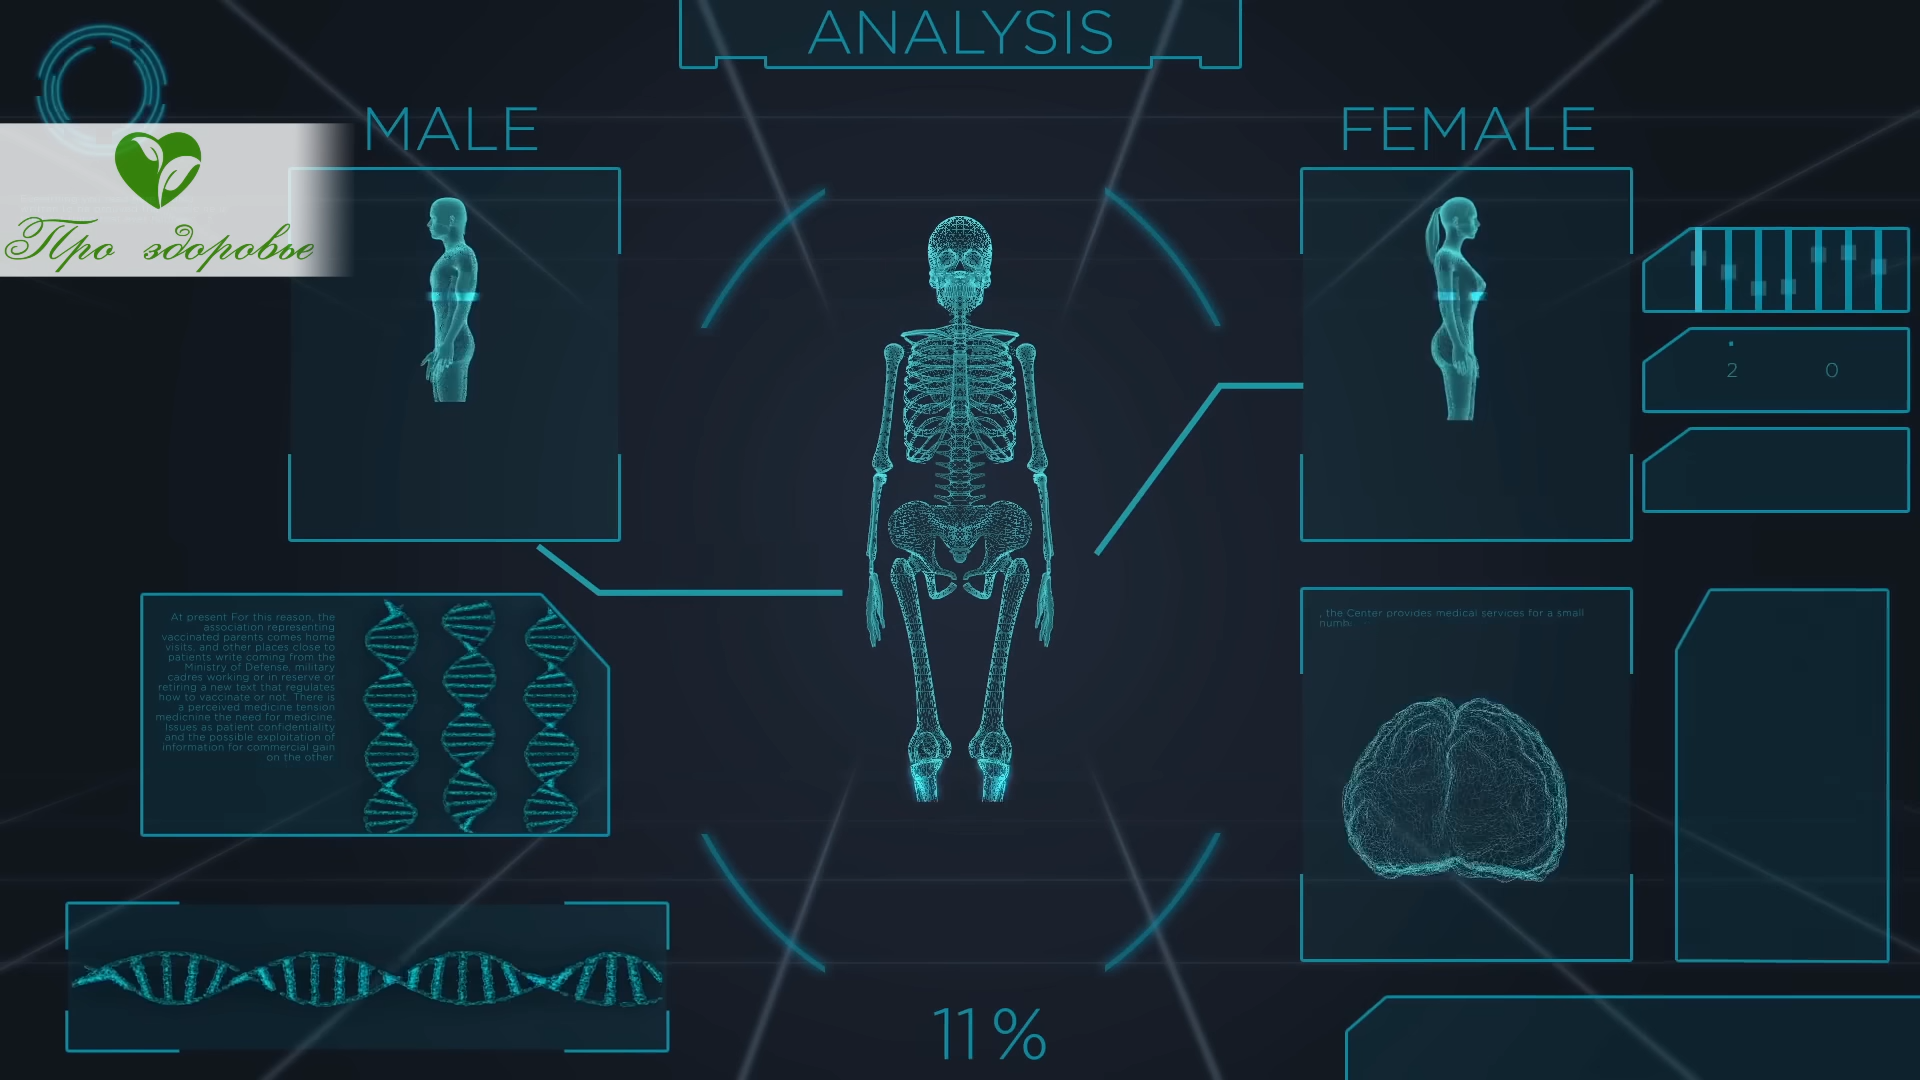 ANALYSIS
MALE
FEMALE
Про здоровье
2 0
At present For this reason, the
association representing
vaccinated parents comes home
visits, and other places close to
patients write coming from the
Ministry of Defense, military
cadres working or in reserve or
retiring a new text that regulates
how to vaccinate or not. There is
a perceived medicine tension
medicnine the need for medicine.
Issues as patient confidentiality
and the possible exploitation of
information for commercial gain
on the other.
, the Center provides medical services for a small
numb.
11 %